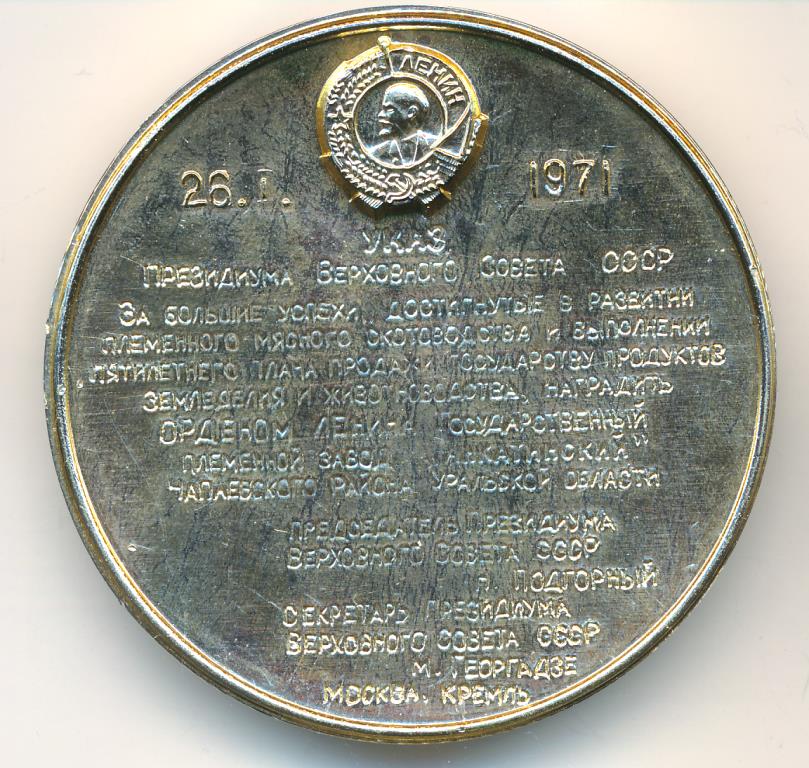 ЛЕНИН
26.I. 1971
УКАЗ
ПРЕЗИДИУМА ВЕРХОВНОГО СОВЕТА СССР
ЗА БОЛЬШИЕ УСПЕХИ, ДОСТИГНУТЫЕ В РАЗВИТИИ
ПЛЕМЕННОГО МЯСНОГО СКОТОВОДСТВА И ВЫПОЛНЕНИИ
ПЯТИЛЕТНЕГО ПЛАНА ПРОДАЖИ ГОСУДАРСТВУ ПРОДУКТОВ
ЗЕМЛЕДЕЛИЯ И ЖИВОТНОВОДСТВА, НАГРАДИТЬ
ОРДЕНОМ ЛЕНИНА ГОСУДАРСТВЕННЫЙ
ПЛЕМЕННОЙ ЗАВОД "АНКАТИНСКИЙ"
ЧАПАЕВСКОГО РАЙОНА УРАЛЬСКОЙ ОБЛАСТИ
ПРЕДСЕДАТЕЛЬ ПРЕЗИДИУМА
ВЕРХОВНОГО СОВЕТА СССР
Н. ПОДГОРНЫЙ
СЕКРЕТАРЬ ПРЕЗИДИУМА
ВЕРХОВНОГО СОВЕТА СССР
М. ГЕОРГАДЗЕ
МОСКВА. КРЕМЛЬ